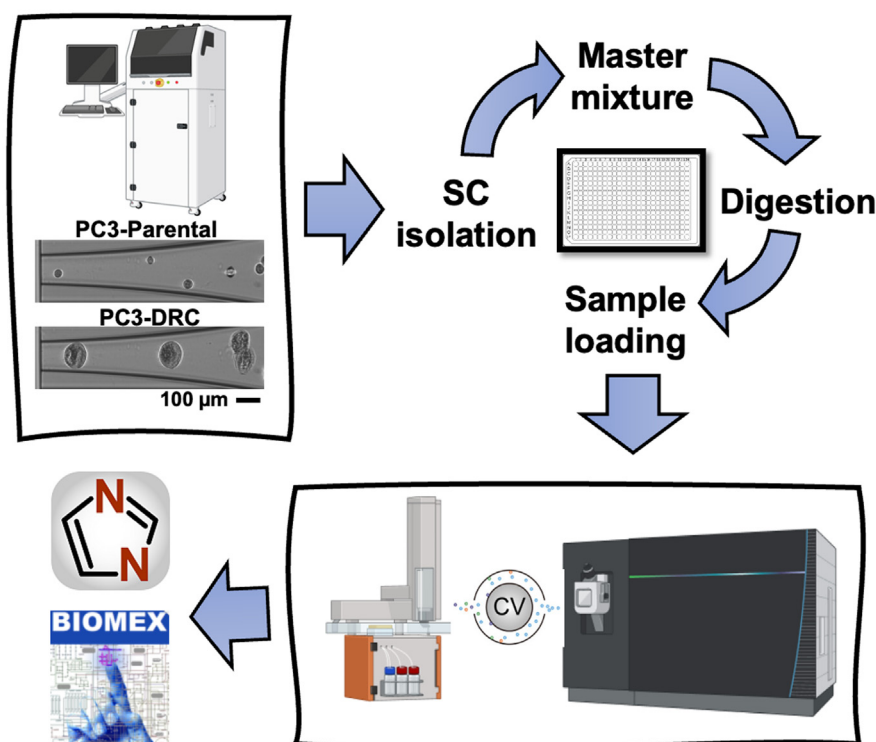 PC3-Parental
PC3-DRC
100 μm
SC
isolation
Master
mixture
Digestion
Sample
loading
CV
N
N
BIOMEX